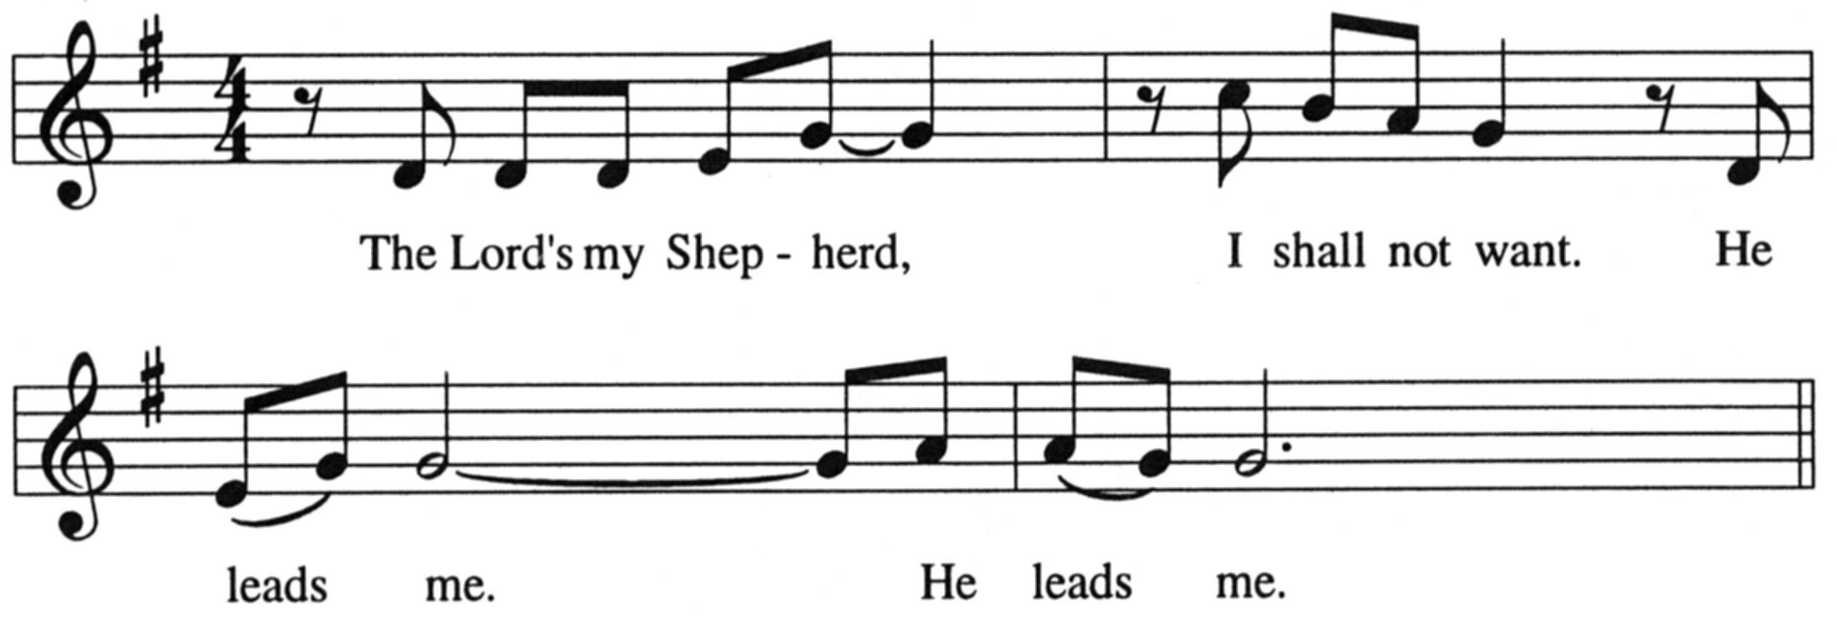 The Lord's my Shep - herd, I shall not want. He
leads me. He leads me.